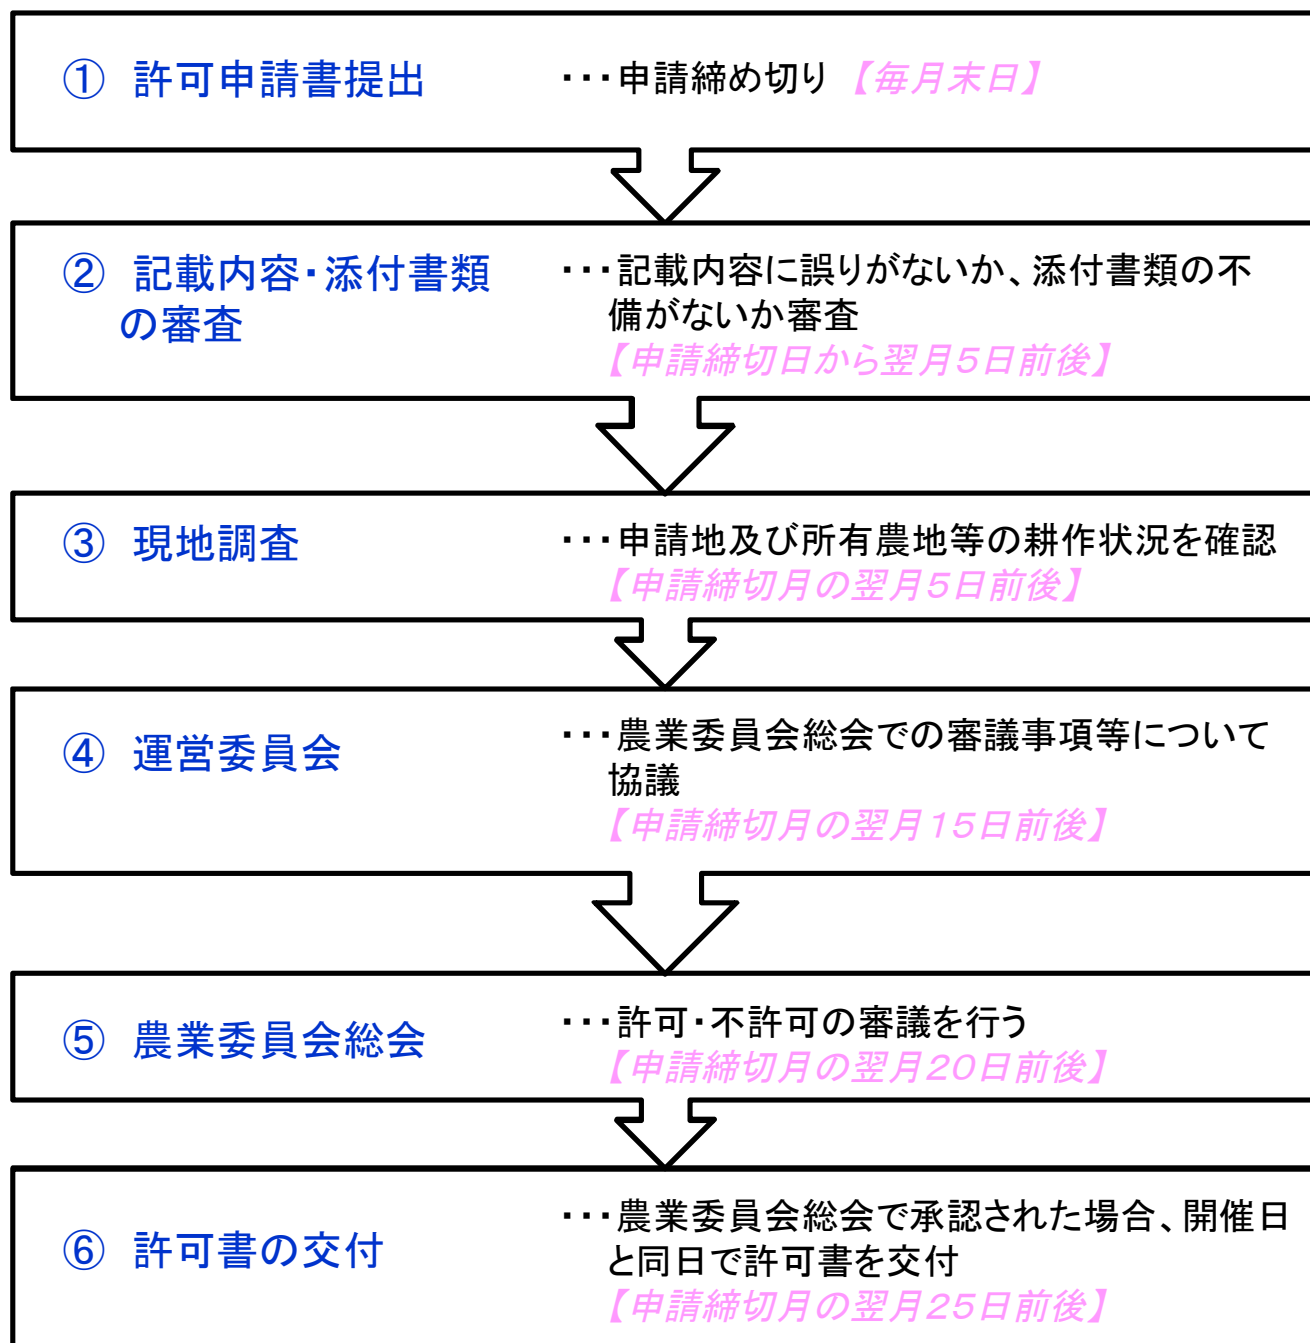 ① 許可申請書提出 ・・・申請締め切り 【毎月末日】
② 記載内容・添付書類
の審査
・・・記載内容に誤りがないか、添付書類の不
備がないか審査
【申請締切日から翌月5日前後】
③ 現地調査
・・・申請地及び所有農地等の耕作状況を確認
【申請締切月の翌月5日前後】
④ 運営委員会
・・・農業委員会総会での審議事項等について
協議
【申請締切月の翌月15日前後】
⑤ 農業委員会総会
・・・許可・不許可の審議を行う
【申請締切月の翌月20日前後】
⑥ 許可書の交付
・・・農業委員会総会で承認された場合、開催日
と同日で許可書を交付
【申請締切月の翌月25日前後】